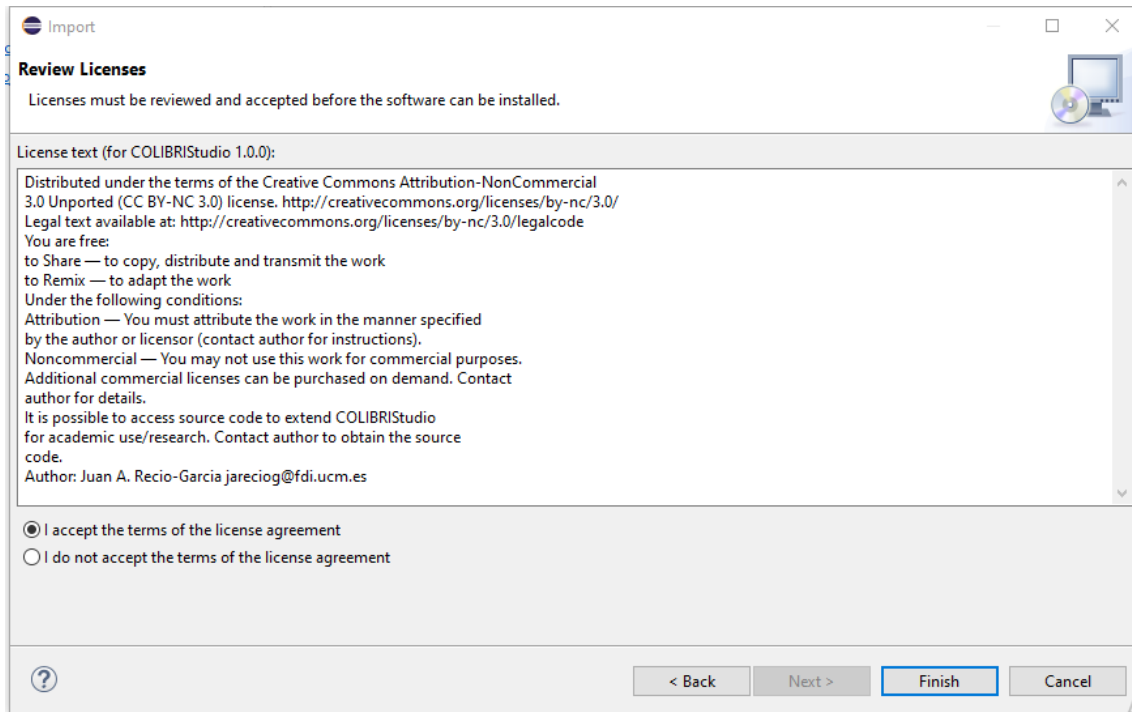 Import
Review Licenses
Licenses must be reviewed and accepted before the software can be installed.
License text (for COLIBRIStudio 1.0.0):
Distributed under the terms of the Creative Commons Attribution-NonCommercial
3.0 Unported (CC BY-NC 3.0) license. http://creativecommons.org/licenses/by-nc/3.0/
Legal text available at: http://creativecommons.org/licenses/by-nc/3.0/legalcode
You are free:
to Share — to copy, distribute and transmit the work
to Remix — to adapt the work
Under the following conditions:
Attribution — You must attribute the work in the manner specified
by the author or licensor (contact author for instructions).
Noncommercial — You may not use this work for commercial purposes.
Additional commercial licenses can be purchased on demand. Contact
author for details.
It is possible to access source code to extend COLIBRIStudio
for academic use/research. Contact author to obtain the source
code.
Author: Juan A. Recio-Garcia jareciog@fdi.ucm.es
I accept the terms of the license agreement
I do not accept the terms of the license agreement
? < Back Next > Finish Cancel